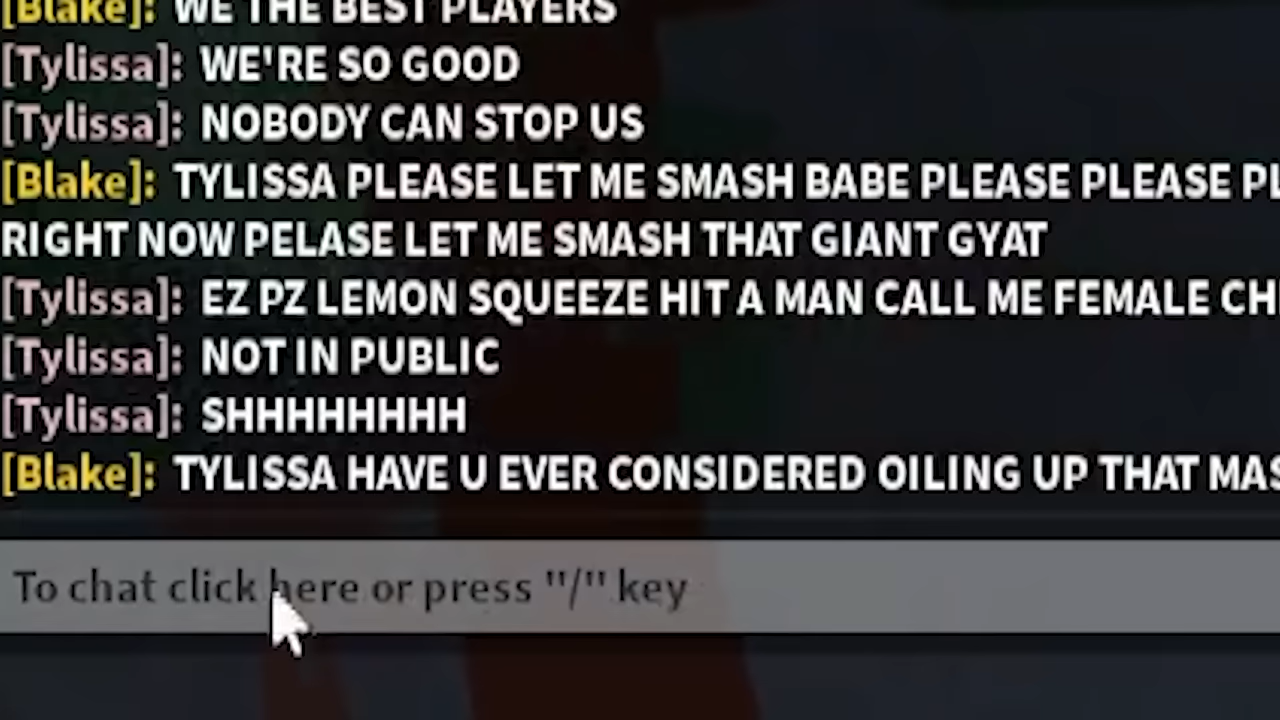 [Blake]: WE THE BEST PLAYERS
[Tylissa]: WE'RE SO GOOD
[Tylissa]: NOBODY CAN STOP US
[Blake]: TYLISSA PLEASE LET ME SMASH BABE PLEASE PLEASE PL
RIGHT NOW PELASE LET ME SMASH THAT GIANT GYAT
[Tylissa]: EZ PZ LEMON SQUEEZE HIT A MAN CALL ME FEMALE CH
[Tylissa]: NOT IN PUBLIC
[Tylissa]: SHHHHHHHH
[Blake]: TYLISSA HAVE U EVER CONSIDERED OILING UP THAT MAS
To chat click here or press "/" key